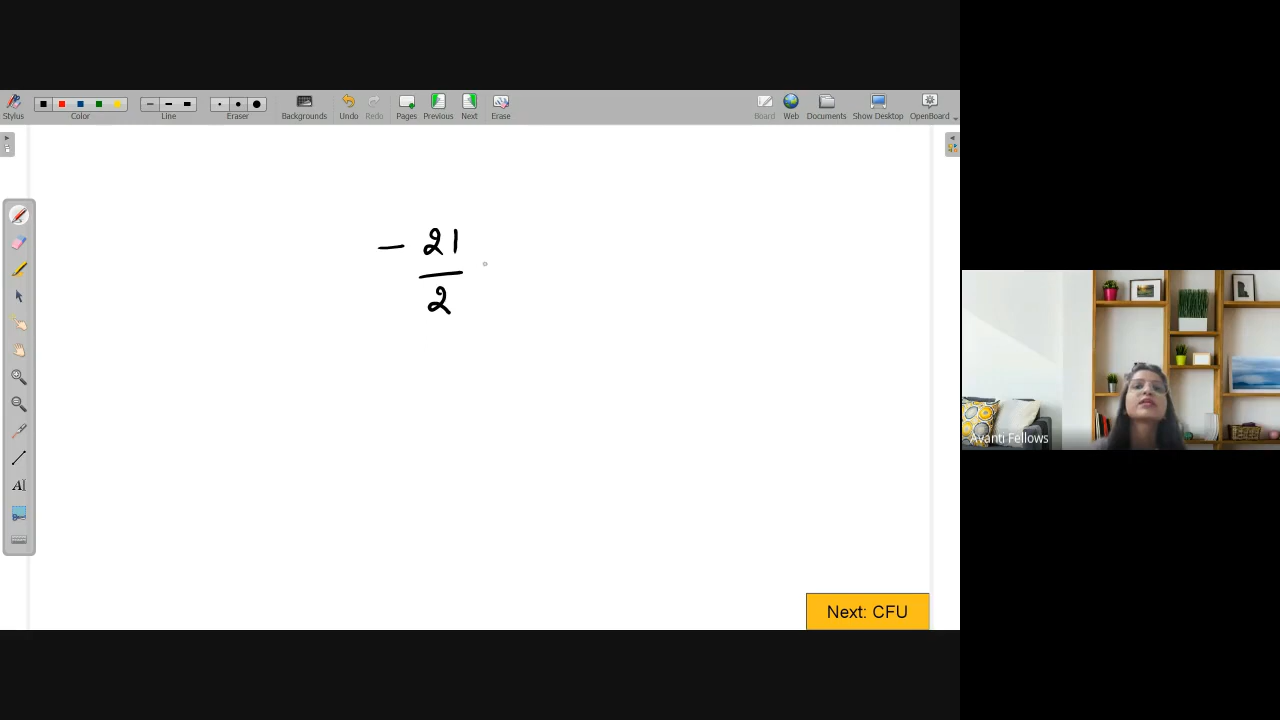 Stylus Color Line Eraser Backgrounds Undo Redo Pages Previous Next Erase Board Web Documents Show Desktop OpenBoard
- 21
2
A
Avanti Fellows
Next: CFU